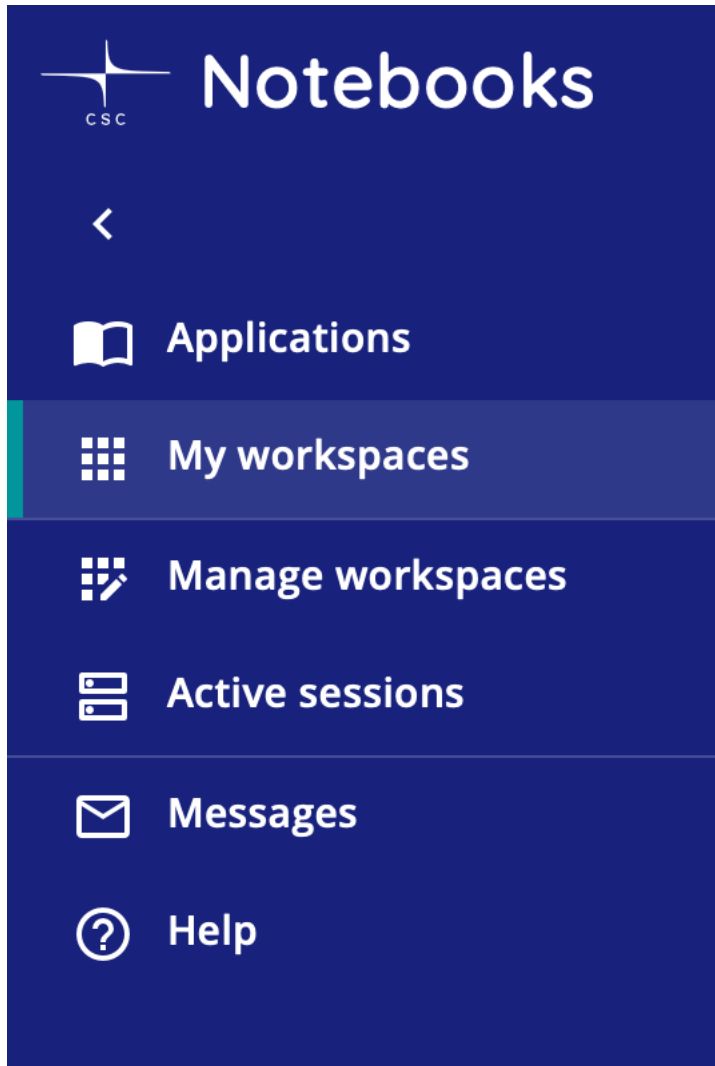 CSC
Notebooks
Applications
My workspaces
Manage workspaces
Active sessions
Messages
Help